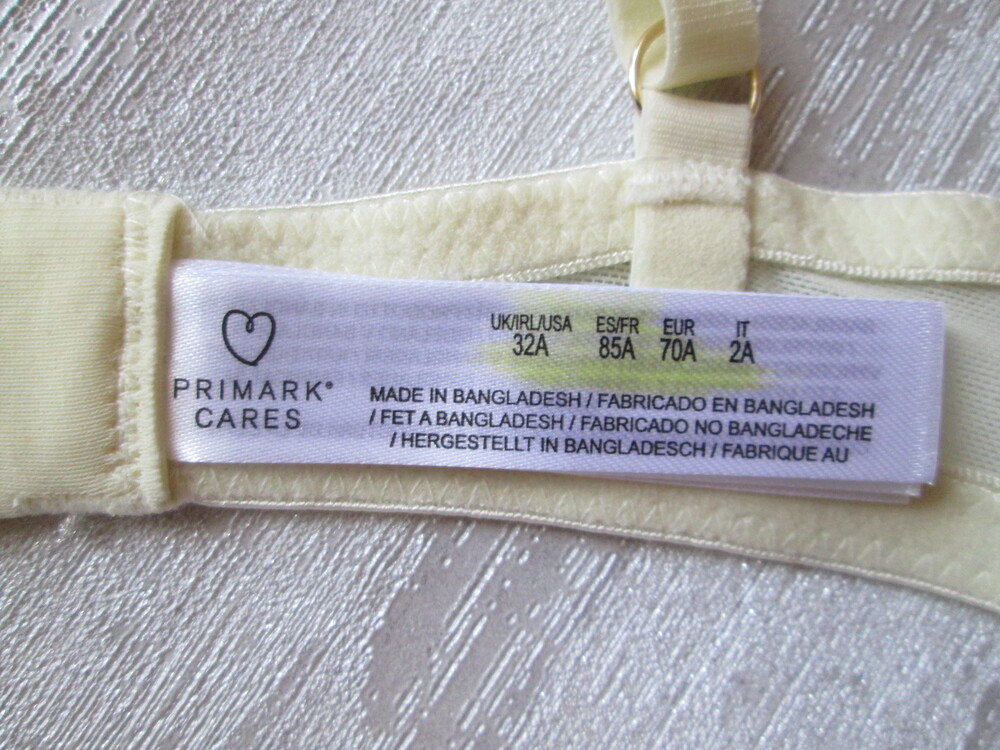 PRIMARK®
CARES
UK/IRL/USA ES/FR EUR IT
32A 85A 70A 2A
MADE IN BANGLADESH / FABRICADO EN BANGLADESH
/ FET A BANGLADESH / FABRICADO NO BANGLADECHE
/ HERGESTELLT IN BANGLADESCH / FABRIQUE AU